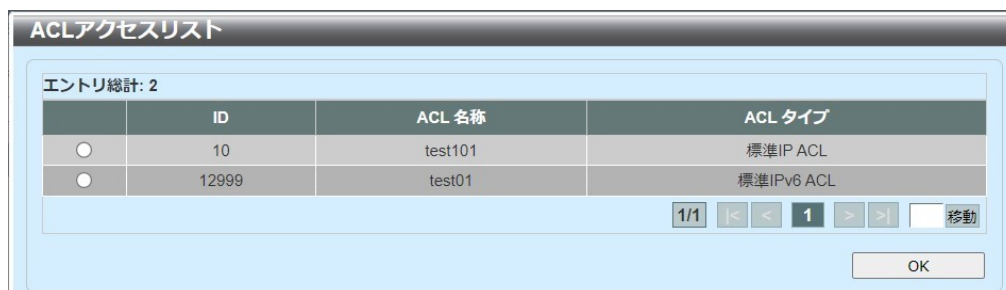 ACLアクセスリスト
エントリ総計: 2
ID ACL 名称 ACL タイプ
10 test101 標準IP ACL
12999 test01 標準IPv6 ACL
1/1 |< < 1 > >| 移動
OK